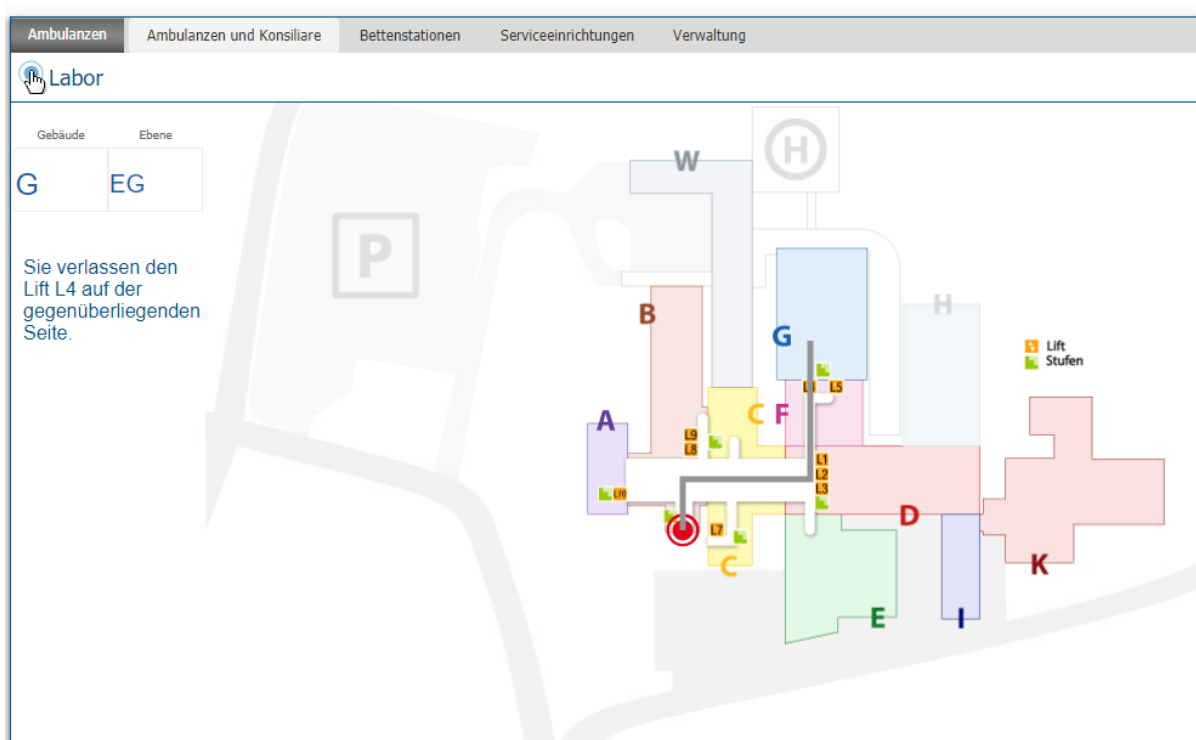 Ambulanzen Ambulanzen und Konsiliare Bettenstationen Serviceeinrichtungen Verwaltung
Labor
Gebäude Ebene
G EG
Sie verlassen den
Lift L4 auf der
gegenüberliegenden
Seite.
W
H
P
B
G
H
Lift
Stufen
L4 L5
A
C
F
L9
L8
L1
L2
L3
L10
D
L7
C
K
E
I